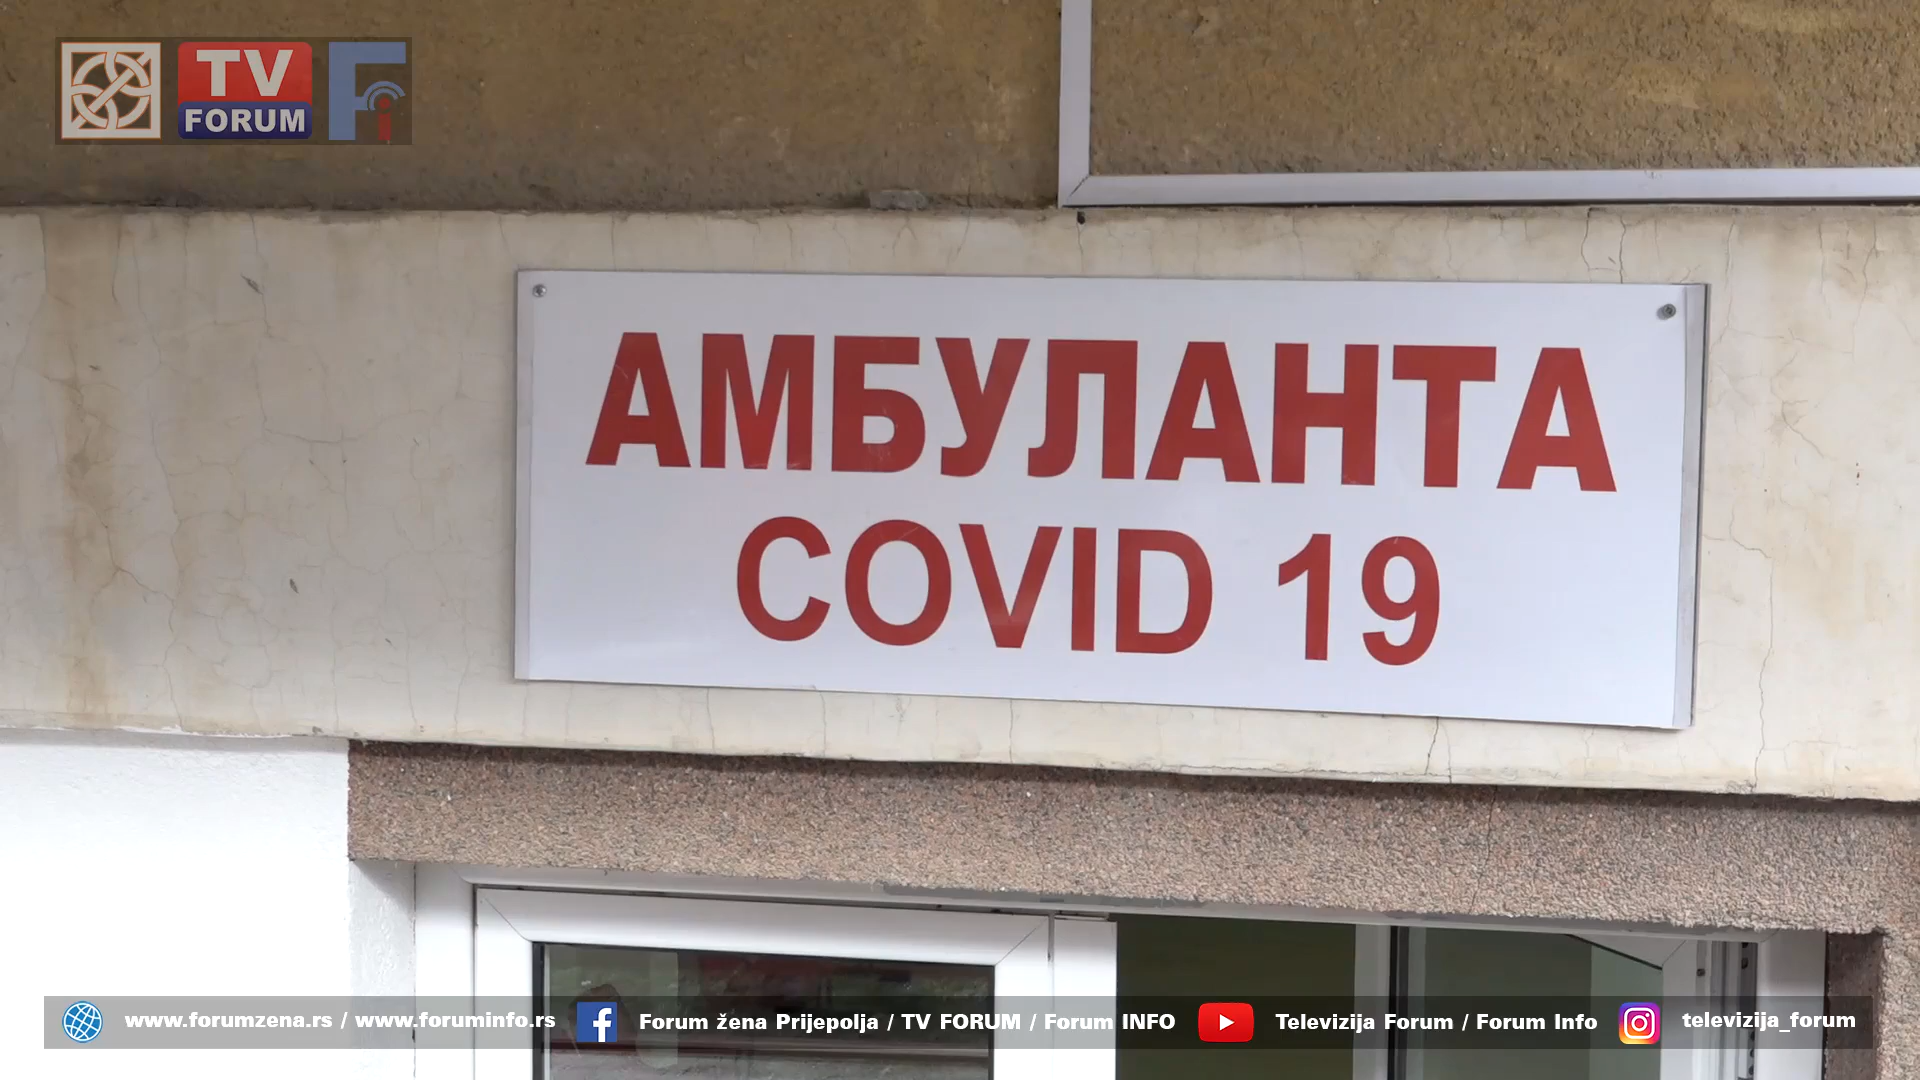 TV
FORUM
Fi
АМБУЛАНТА
COVID 19
www.forumzena.rs / www.foruminfo.rs
Forum žena Prijepolja / TV FORUM / Forum INFO
Televizija Forum / Forum Info
televizija_forum